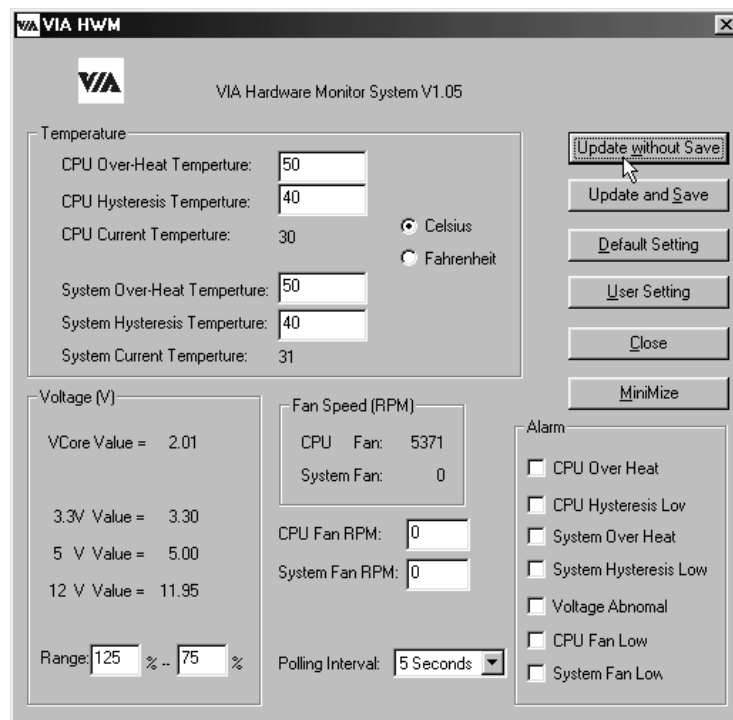 VIA VIA HWM
VIA
VIA Hardware Monitor System V1.05
Temperature
CPU Over-Heat Temperture: 50
CPU Hysteresis Temperture: 40
CPU Current Temperture: 30
Celsius
Fahrenheit
System Over-Heat Temperture: 50
System Hysteresis Temperture: 40
System Current Temperture: 31
Update without Save
Update and Save
Default Setting
User Setting
Close
MiniMize
Voltage (V)
VCore Value = 2.01
3.3V Value = 3.30
5 V Value = 5.00
12 V Value = 11.95
Range: 125 % .. 75 %
Fan Speed (RPM)
CPU Fan: 5371
System Fan: 0
CPU Fan RPM: 0
System Fan RPM: 0
Polling Interval: 5 Seconds
Alarm
CPU Over Heat
CPU Hysteresis Lov
System Over Heat
System Hysteresis Low
Voltage Abnomal
CPU Fan Low
System Fan Low